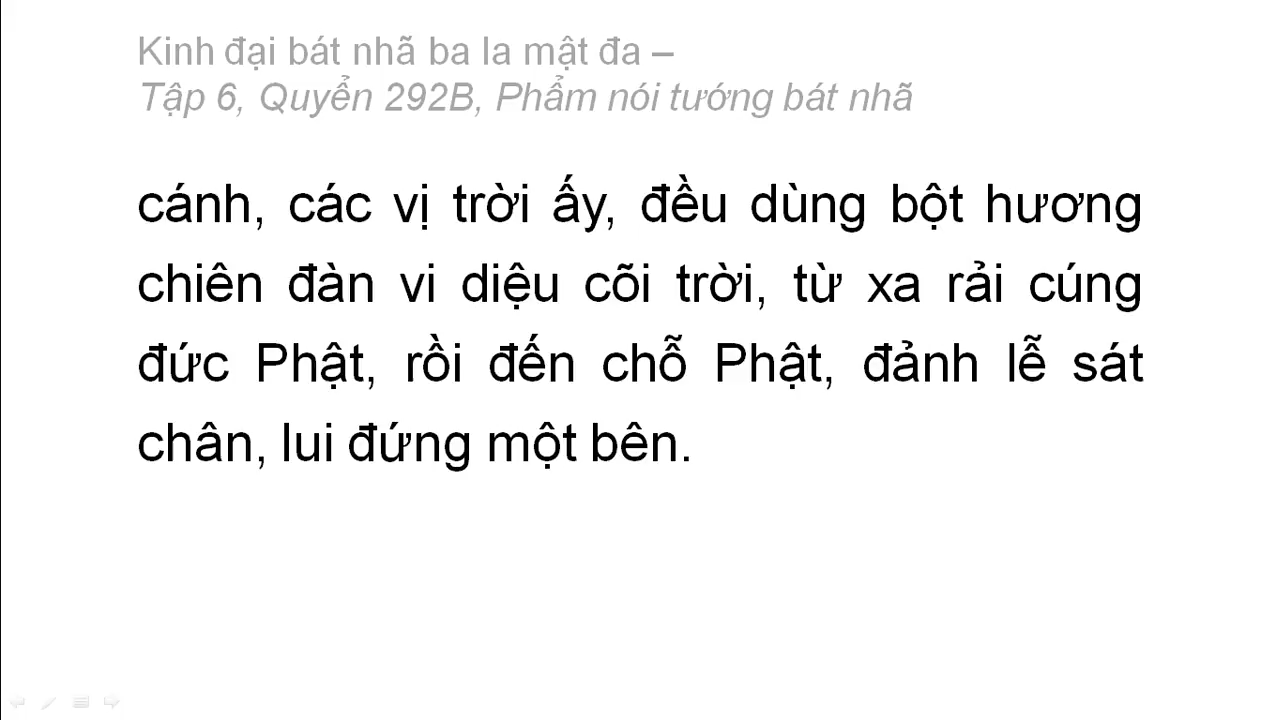 Kinh đại bát nhã ba la mật đa –
Tập 6, Quyển 292B, Phẩm nói tướng bát nhã
cánh, các vị trời ấy, đều dùng bột hương
chiên đàn vi diệu cõi trời, từ xa rải cúng
đức Phật, rồi đến chỗ Phật, đảnh lễ sát
chân, lui đứng một bên.